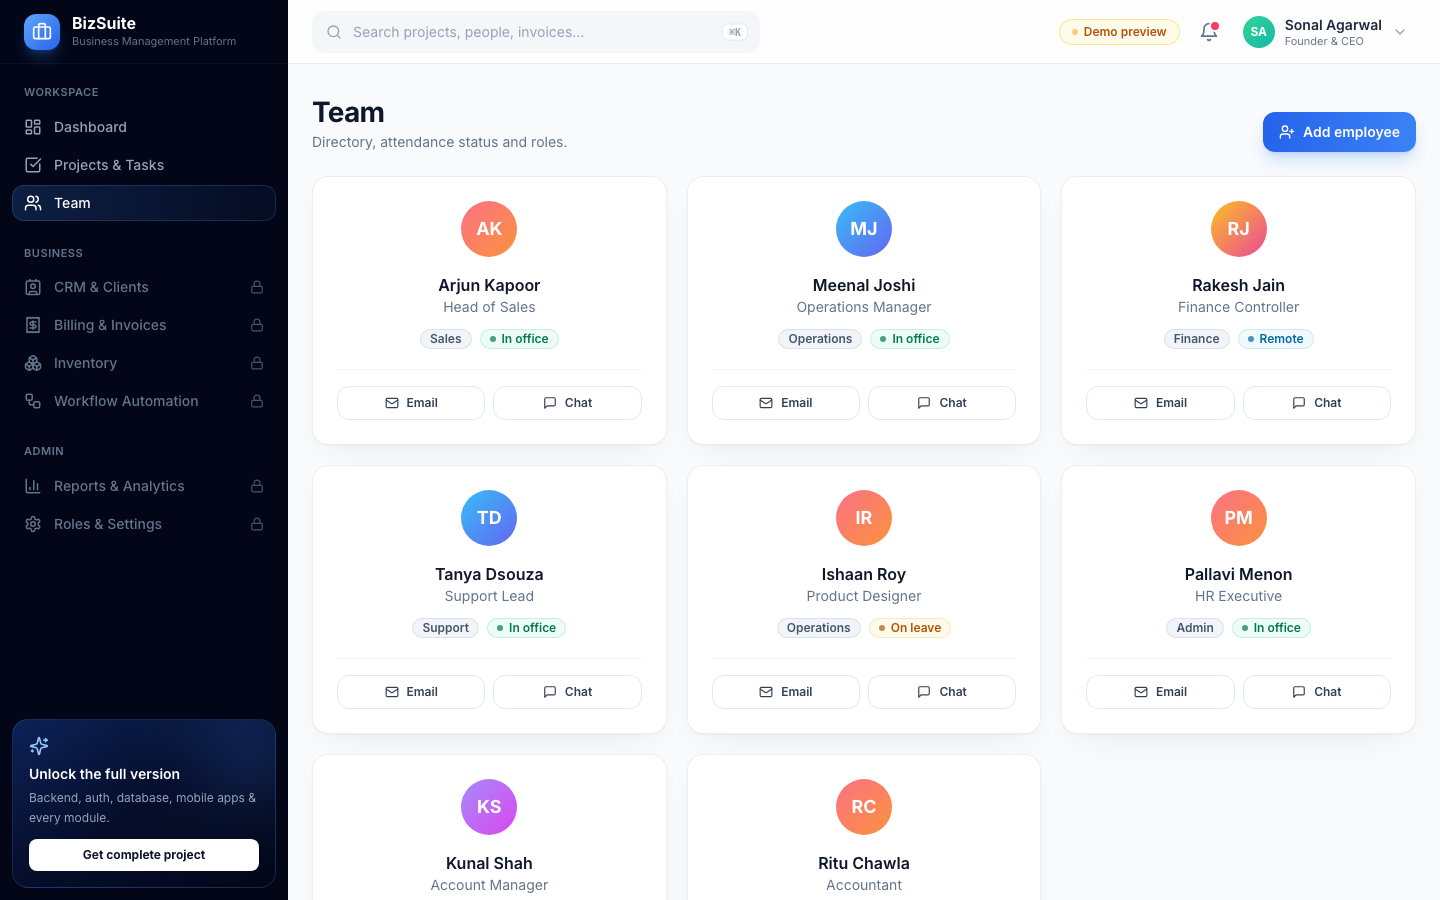 BizSuite
Business Management Platform
WORKSPACE
Dashboard
Projects & Tasks
Team
BUSINESS
CRM & Clients
Billing & Invoices
Inventory
Workflow Automation
ADMIN
Reports & Analytics
Roles & Settings
Unlock the full version
Backend, auth, database, mobile apps &
every module.
Get complete project
Search projects, people, invoices...
⌘K
Demo preview
SA
Sonal Agarwal
Founder & CEO
Team
Directory, attendance status and roles.
Add employee
AK
Arjun Kapoor
Head of Sales
Sales In office
Email Chat
MJ
Meenal Joshi
Operations Manager
Operations In office
Email Chat
RJ
Rakesh Jain
Finance Controller
Finance Remote
Email Chat
TD
Tanya Dsouza
Support Lead
Support In office
Email Chat
IR
Ishaan Roy
Product Designer
Operations On leave
Email Chat
PM
Pallavi Menon
HR Executive
Admin In office
Email Chat
KS
Kunal Shah
Account Manager
RC
Ritu Chawla
Accountant